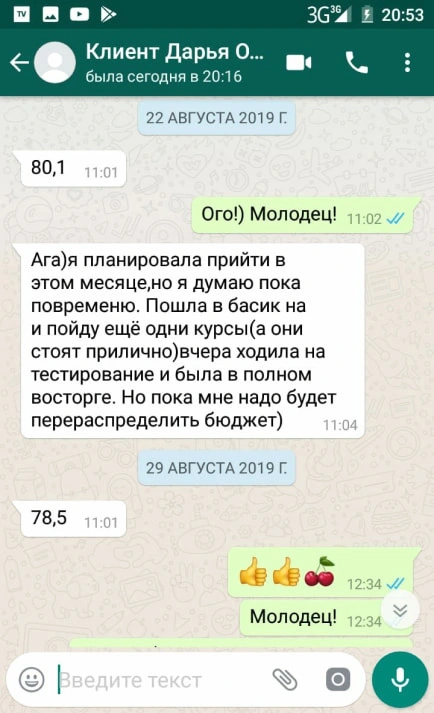 TV 3G 3G 20:53
Клиент Дарья О...
была сегодня в 20:16
22 АВГУСТА 2019 Г.
80,1 11:01
Ого!) Молодец! 11:02
Ага)я планировала прийти в
этом месяце,но я думаю пока
повременю. Пошла в басик на
и пойду ещё одни курсы(а они
стоят прилично)вчера ходила на
тестирование и была в полном
восторге. Но пока мне надо будет
перераспределить бюджет) 11:04
29 АВГУСТА 2019 Г.
78,5 11:01
👍👍🍒 12:34
Молодец! 12:34
Введите текст